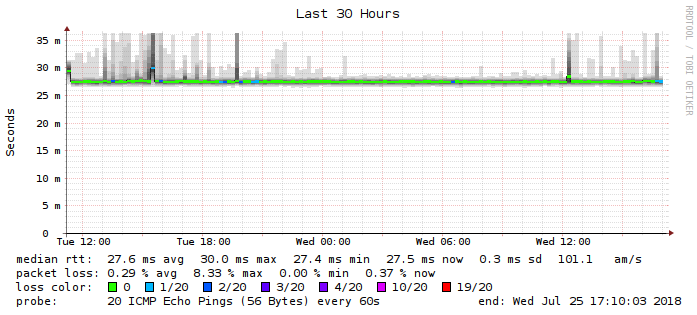 Last 30 Hours
RRDTOOL / TOBI OETIKER
Seconds
35 m
30 m
25 m
20 m
15 m
10 m
5 m
0
Tue 12:00 Tue 18:00 Wed 00:00 Wed 06:00 Wed 12:00
median rtt: 27.6 ms avg 30.0 ms max 27.4 ms min 27.5 ms now 0.3 ms sd 101.1 am/s
packet loss: 0.29 % avg 8.33 % max 0.00 % min 0.37 % now
loss color: 0 1/20 2/20 3/20 4/20 10/20 19/20
probe: 20 ICMP Echo Pings (56 Bytes) every 60s end: Wed Jul 25 17:10:03 2018